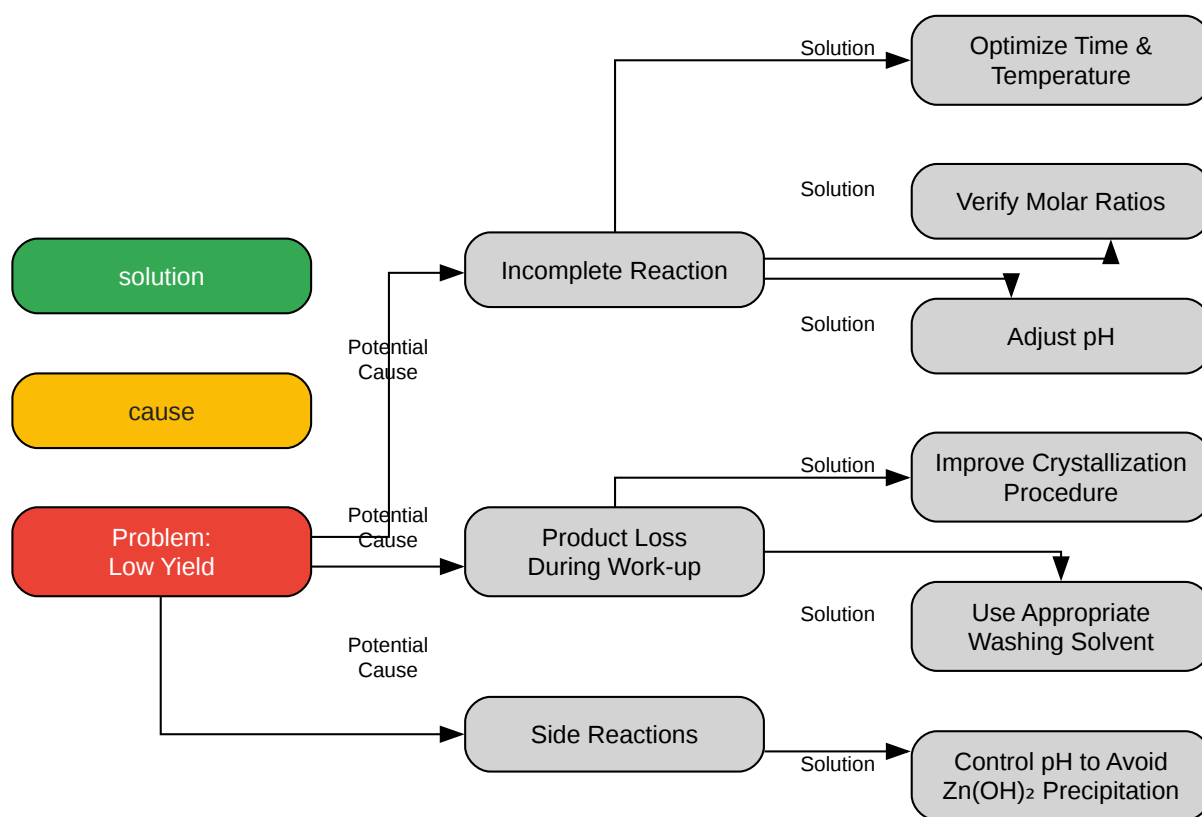 solution
cause
Problem:
Low Yield
Potential
Cause
Potential
Cause
Potential
Cause
Incomplete Reaction
Product Loss
During Work-up
Side Reactions
Solution
Optimize Time &
Temperature
Solution
Verify Molar Ratios
Solution
Adjust pH
Solution
Improve Crystallization
Procedure
Solution
Use Appropriate
Washing Solvent
Solution
Control pH to Avoid
Zn(OH)₂ Precipitation